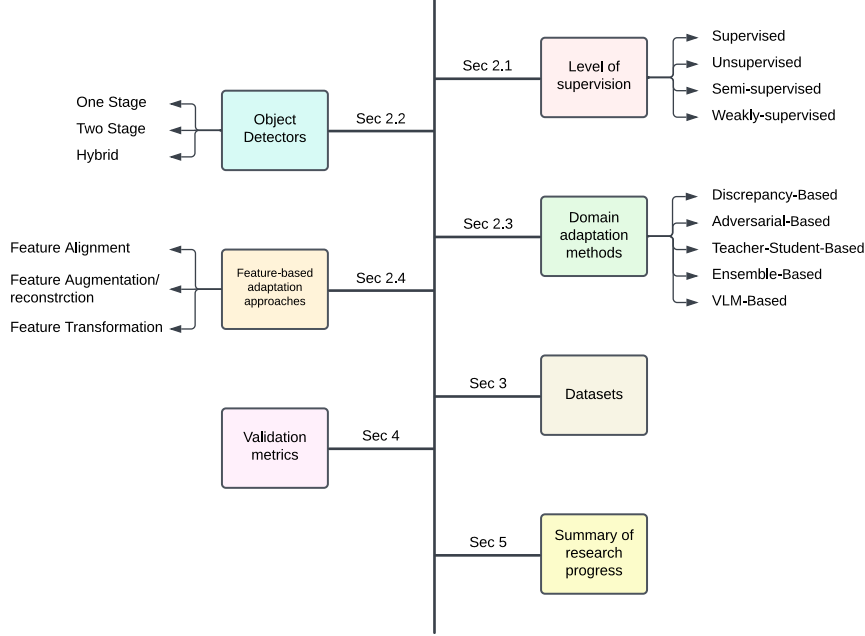 Sec 2.1
Level of
supervision
Supervised
Unsupervised
Semi-supervised
Weakly-supervised
One Stage
Two Stage
Hybrid
Object
Detectors
Sec 2.2
Sec 2.3
Domain
adaptation
methods
Discrepancy-Based
Adversarial-Based
Teacher-Student-Based
Ensemble-Based
VLM-Based
Feature Alignment
Feature Augmentation/
reconstrction
Feature Transformation
Feature-based
adaptation
approaches
Sec 2.4
Sec 3
Datasets
Validation
metrics
Sec 4
Sec 5
Summary of
research
progress